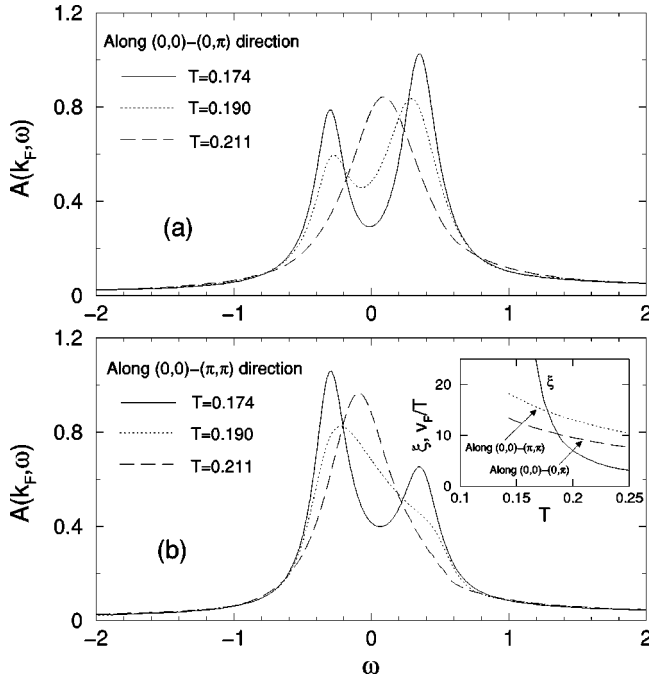 1.2
Along (0,0)−(0,π) direction
T=0.174
T=0.190
T=0.211
0.8
0.4
0
A(k_F,ω)
(a)
−2 −1 0 1 2
1.2
Along (0,0)−(π,π) direction
T=0.174
T=0.190
T=0.211
0.8
0.4
0
A(k_F,ω)
(b)
ξ, v_F/T
20
10
0
ξ
Along (0,0)−(π,π)
Along (0,0)−(0,π)
0.1 0.15 0.2 0.25
T
−2 −1 0 1 2
ω